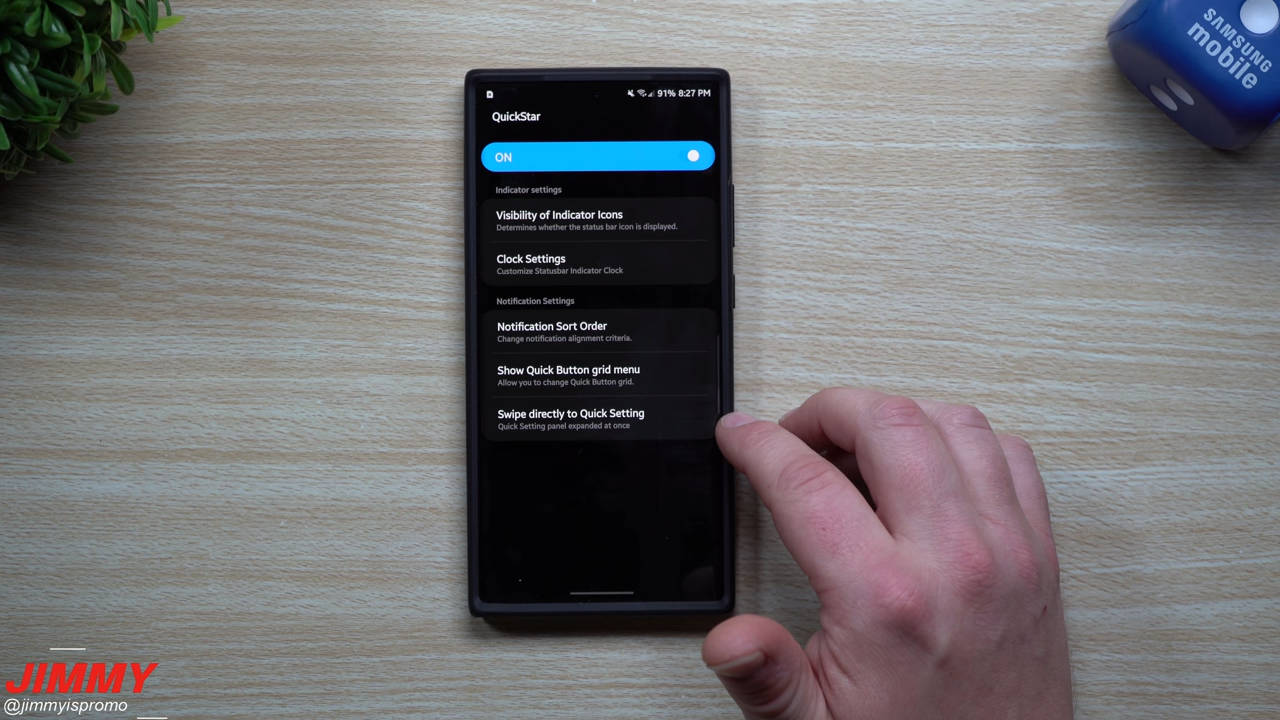 SAMSUNG
mobile
91% 8:27 PM
QuickStar
ON
Indicator settings
Visibility of Indicator Icons
Determines whether the status bar icon is displayed.
Clock Settings
Customize Statusbar Indicator Clock
Notification Settings
Notification Sort Order
Change notification alignment criteria.
Show Quick Button grid menu
Allow you to change Quick Button grid.
Swipe directly to Quick Setting
Quick Setting panel expanded at once
JIMMY
@jimmyispromo